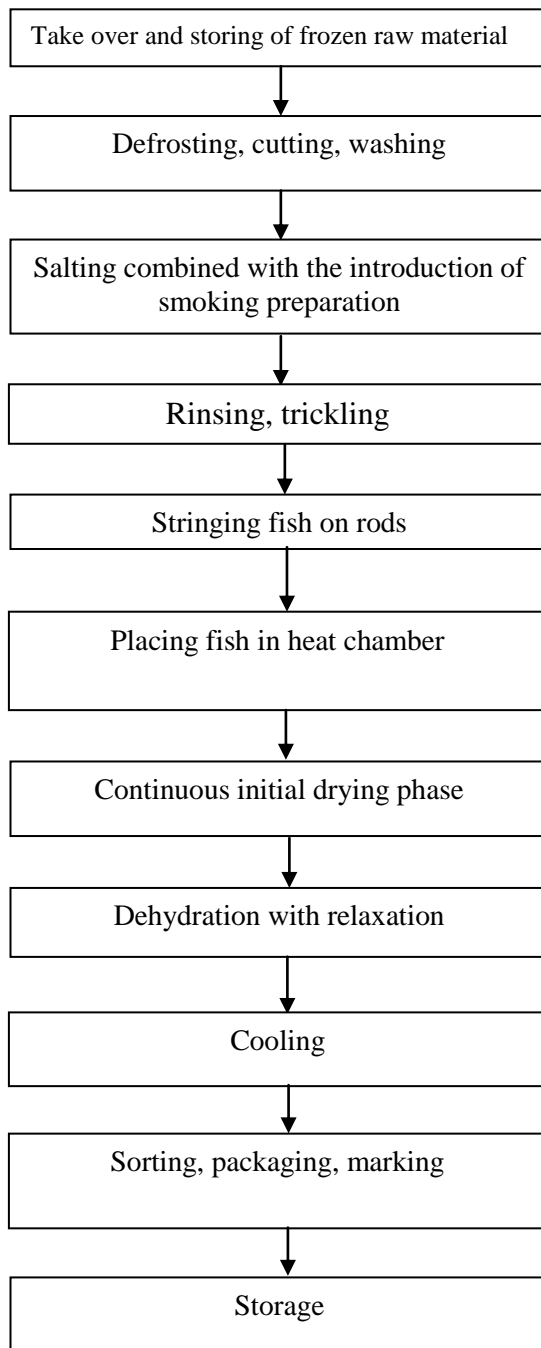 Take over and storing of frozen raw material
Defrosting, cutting, washing
Salting combined with the introduction of
smoking preparation
Rinsing, trickling
Stringing fish on rods
Placing fish in heat chamber
Continuous initial drying phase
Dehydration with relaxation
Cooling
Sorting, packaging, marking
Storage